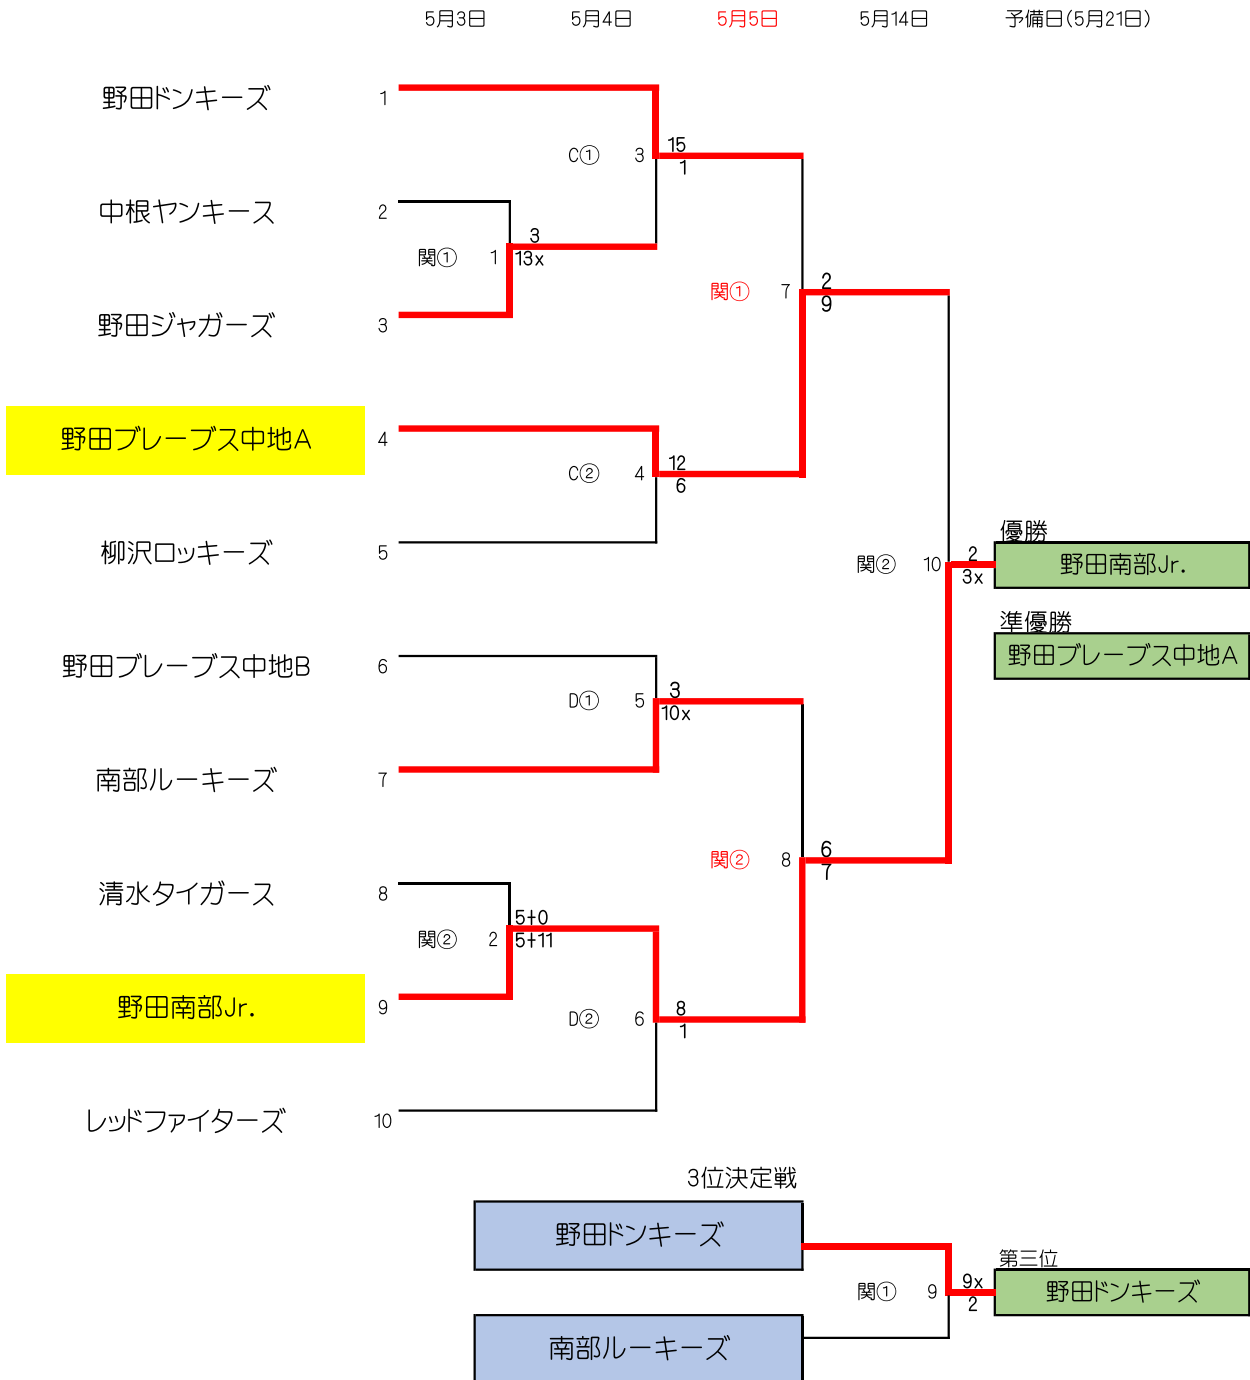 5月3日 5月4日 5月5日 5月14日 予備日(5月21日)
野田ドンキーズ 1
C① 3 15
1
中根ヤンキース 2
関① 1 3
13x
野田ジャガーズ 3
関① 7 2
9
野田ブレーブス中地A 4
C② 4 12
6
柳沢ロッキーズ 5
関② 10 2
3x
優勝
野田南部Jr.
準優勝
野田ブレーブス中地A
野田ブレーブス中地B 6
D① 5 3
10x
南部ルーキーズ 7
関② 8 6
7
清水タイガース 8
関② 2 5+0
5+11
野田南部Jr. 9
D② 6 8
1
レッドファイターズ 10
3位決定戦
野田ドンキーズ
関① 9 9x
2
第三位
野田ドンキーズ
南部ルーキーズ